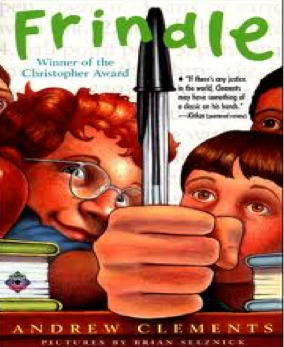 Frindle
Winner of the
Christopher Award
♦ "If there's any justice
in the world, Clements
may have something of
a classic on his hands."
—Kirkus (pointered review)
ANDREW CLEMENTS
PICTURES BY BRIAN SELZNICK